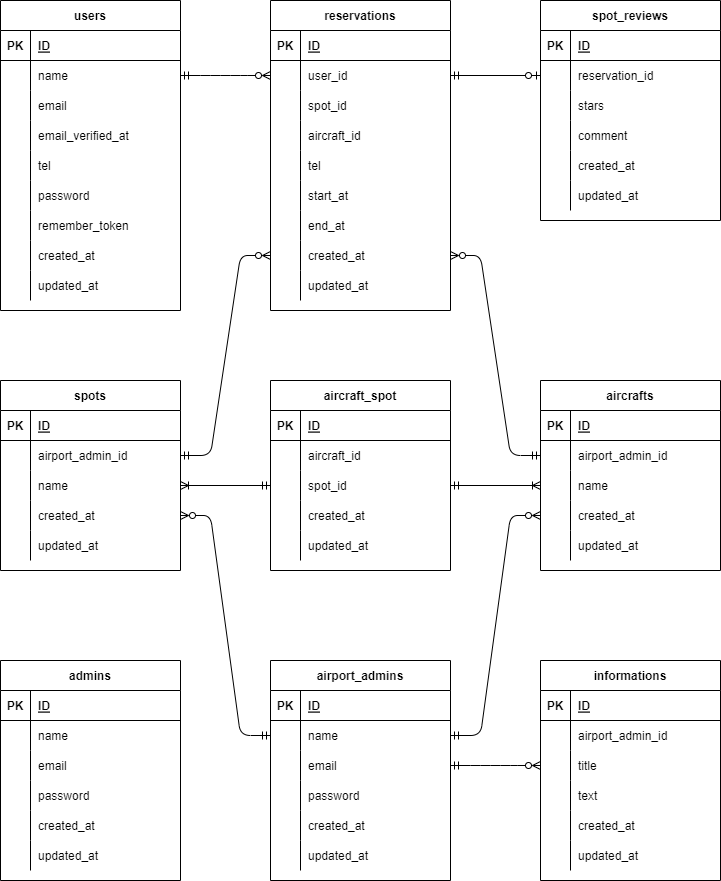 users
PK ID
name
email
email_verified_at
tel
password
remember_token
created_at
updated_at
reservations
PK ID
user_id
spot_id
aircraft_id
tel
start_at
end_at
created_at
updated_at
spot_reviews
PK ID
reservation_id
stars
comment
created_at
updated_at
spots
PK ID
airport_admin_id
name
created_at
updated_at
aircraft_spot
PK ID
aircraft_id
spot_id
created_at
updated_at
aircrafts
PK ID
airport_admin_id
name
created_at
updated_at
admins
PK ID
name
email
password
created_at
updated_at
airport_admins
PK ID
name
email
password
created_at
updated_at
informations
PK ID
airport_admin_id
title
text
created_at
updated_at